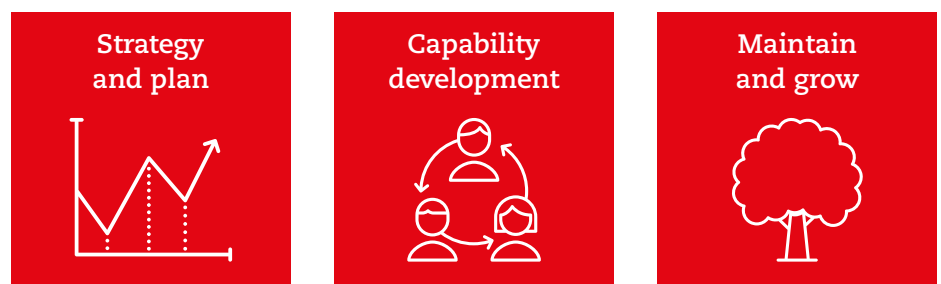 Strategy
and plan
Capability
development
Maintain
and grow